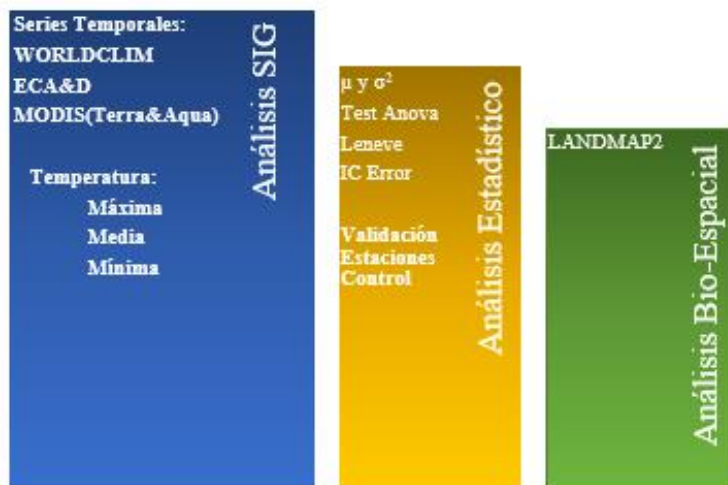 Series Temporales:
WORLDCLIM
ECA&D
MODIS(Terra&Aqua)
Temperatura:
Máxima
Media
Mínima
Análisis SIG
μ y σ²
Test Anova
Leneve
IC Error
Validación
Estaciones
Control
Análisis Estadístico
LANDMAP2
Análisis Bio-Espacial